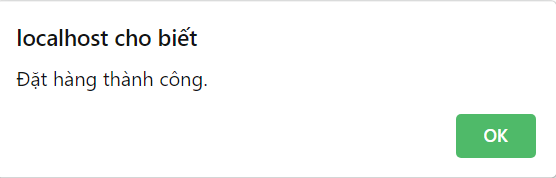 localhost cho biết
Đặt hàng thành công.
OK